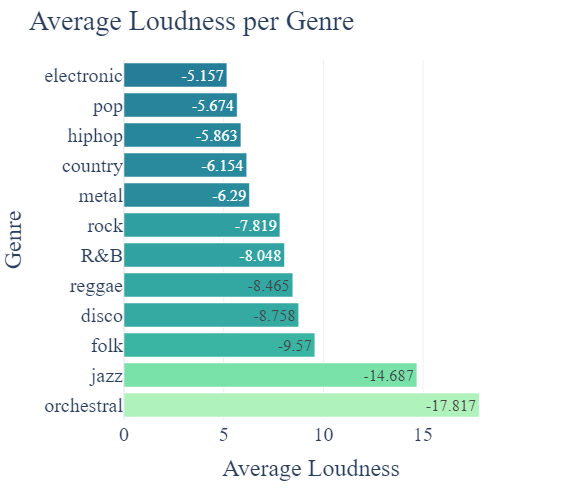 Average Loudness per Genre
Genre
electronic -5.157
pop -5.674
hiphop -5.863
country -6.154
metal -6.29
rock -7.819
R&B -8.048
reggae -8.465
disco -8.758
folk -9.57
jazz -14.687
orchestral -17.817
0 5 10 15
Average Loudness